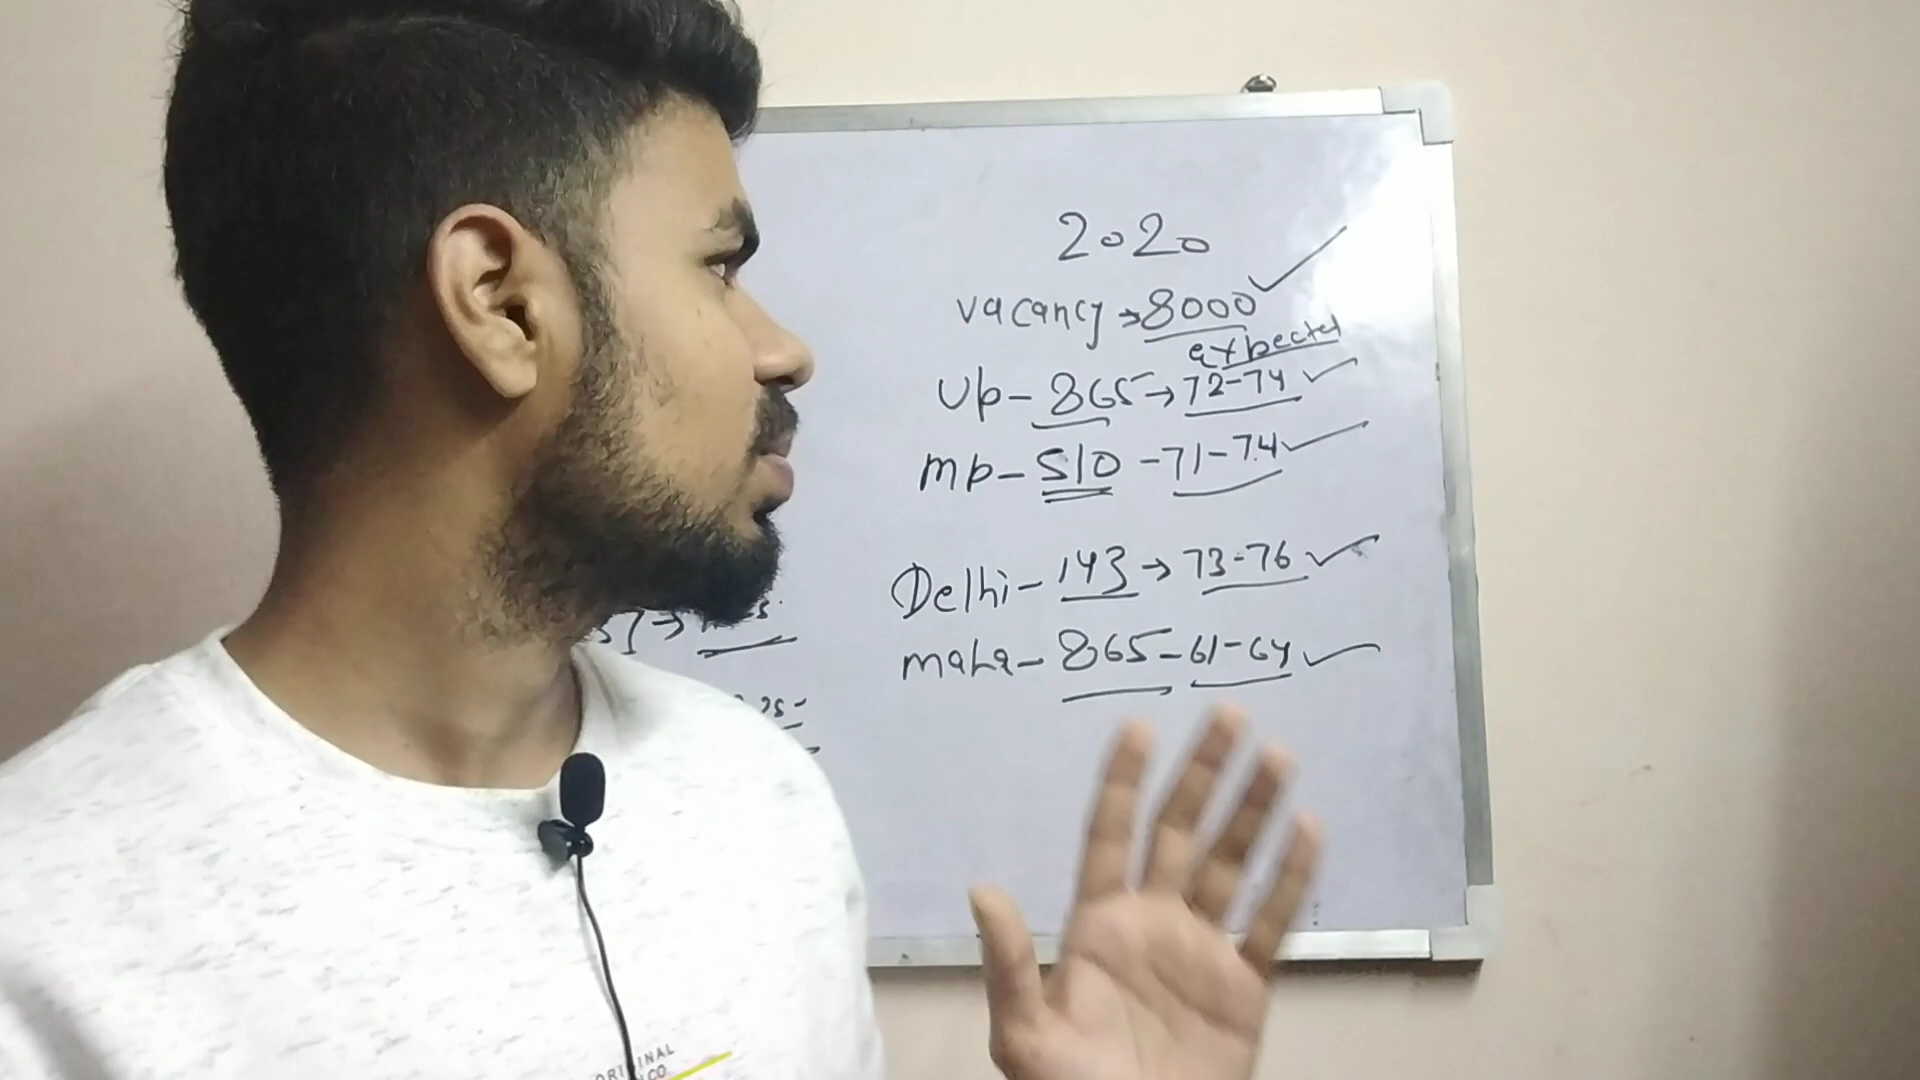 2020
vacancy → 8000
expected
Up - 865 → 72-74
mp - 510 - 71-74
Delhi - 143 → 73-76
maha - 865 - 61-64